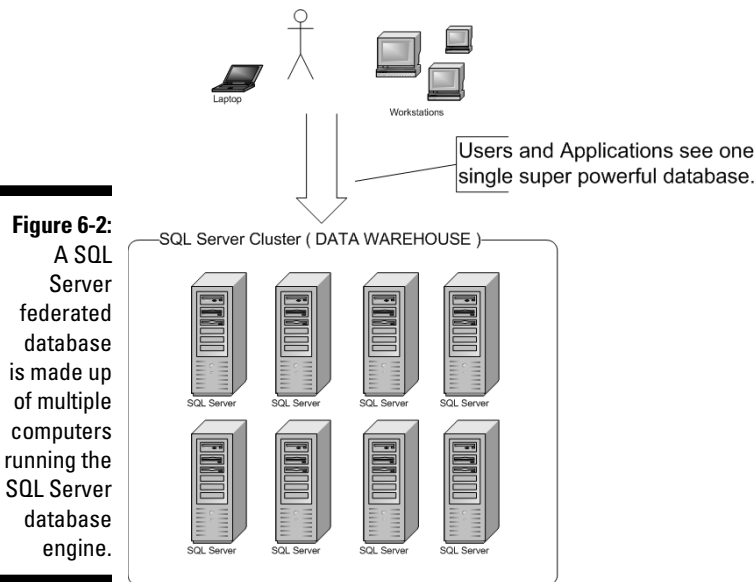 Laptop
Workstations
Users and Applications see one
single super powerful database.
Figure 6-2:
A SQL
Server
federated
database
is made up
of multiple
computers
running the
SQL Server
database
engine.
SQL Server Cluster ( DATA WAREHOUSE )
SQL Server
SQL Server
SQL Server
SQL Server
SQL Server
SQL Server
SQL Server
SQL Server